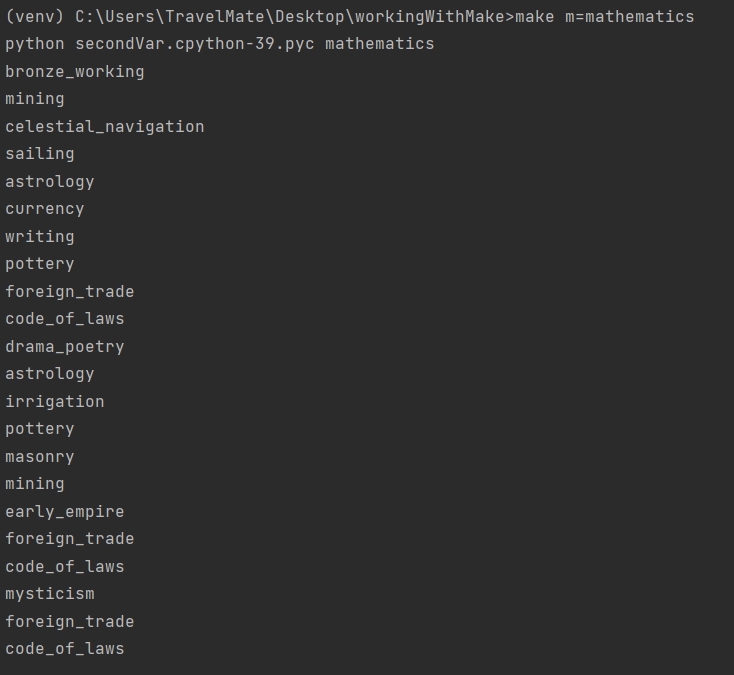 (venv) C:\Users\TravelMate\Desktop\workingWithMake>make m=mathematics
python secondVar.cpython-39.pyc mathematics
bronze_working
mining
celestial_navigation
sailing
astrology
currency
writing
pottery
foreign_trade
code_of_laws
drama_poetry
astrology
irrigation
pottery
masonry
mining
early_empire
foreign_trade
code_of_laws
mysticism
foreign_trade
code_of_laws